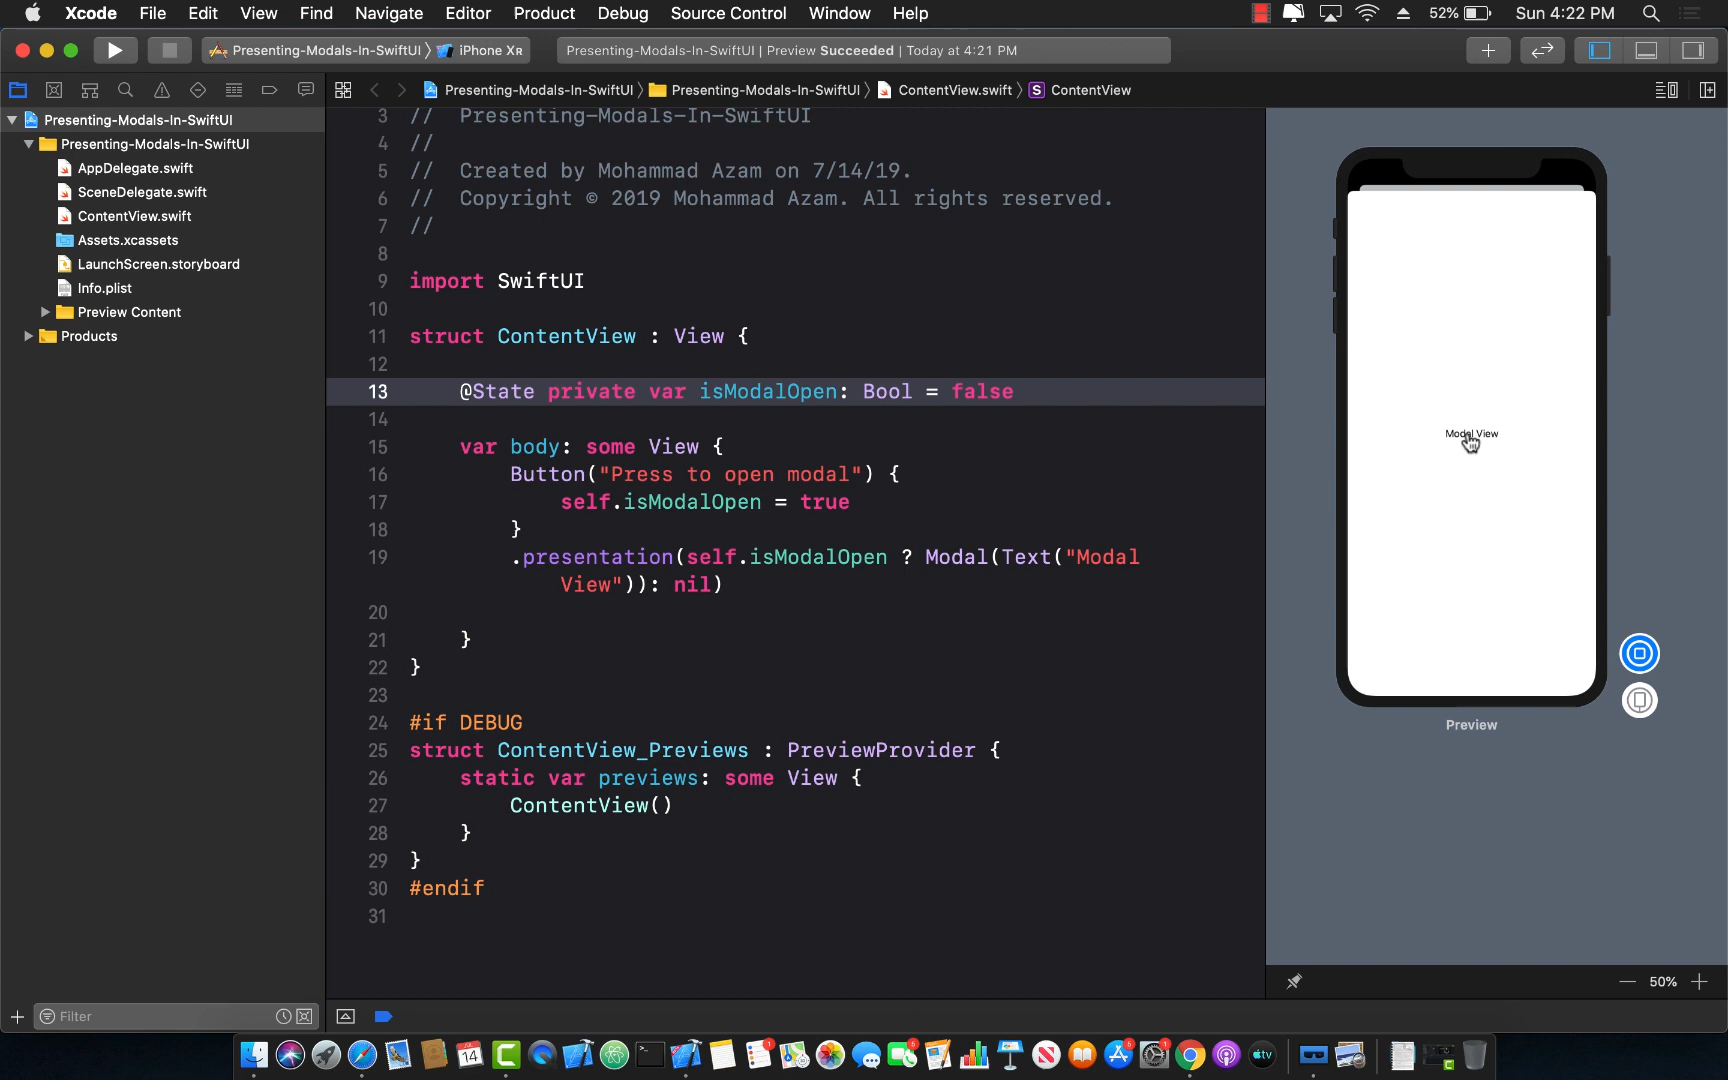 Xcode File Edit View Find Navigate Editor Product Debug Source Control Window Help 52% Sun 4:22 PM
Presenting-Modals-In-SwiftUI iPhone XR Presenting-Modals-In-SwiftUI | Preview Succeeded | Today at 4:21 PM
Presenting-Modals-In-SwiftUI Presenting-Modals-In-SwiftUI ContentView.swift S ContentView
Presenting-Modals-In-SwiftUI
Presenting-Modals-In-SwiftUI
AppDelegate.swift
SceneDelegate.swift
ContentView.swift
Assets.xcassets
LaunchScreen.storyboard
Info.plist
Preview Content
Products
Filter
3 // Presenting-Modals-In-SwiftUI
4 //
5 // Created by Mohammad Azam on 7/14/19.
6 // Copyright © 2019 Mohammad Azam. All rights reserved.
7 //
8
9 import SwiftUI
10
11 struct ContentView : View {
12
13 @State private var isModalOpen: Bool = false
14
15 var body: some View {
16 Button("Press to open modal") {
17 self.isModalOpen = true
18 }
19 .presentation(self.isModalOpen ? Modal(Text("Modal
View")): nil)
20
21 }
22 }
23
24 #if DEBUG
25 struct ContentView_Previews : PreviewProvider {
26 static var previews: some View {
27 ContentView()
28 }
29 }
30 #endif
31
Modal View
Preview
50%
14
tv